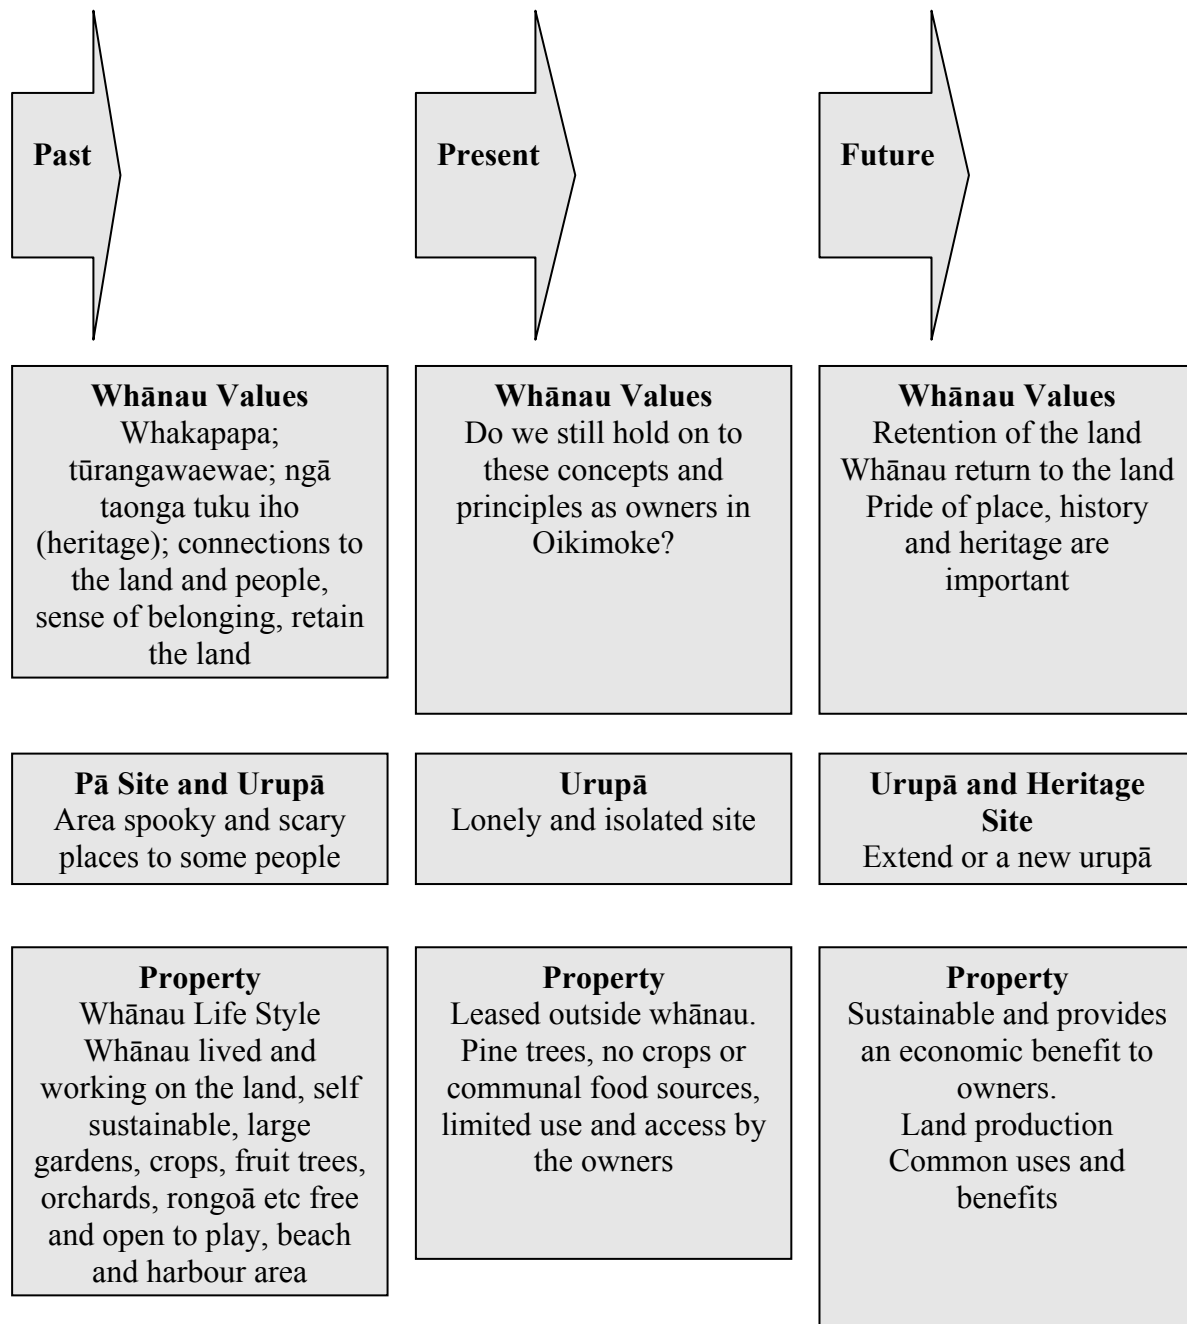 Past
Present
Future
Whānau Values
Whakapapa;
tūrangawaewae; ngā
taonga tuku iho
(heritage); connections to
the land and people,
sense of belonging, retain
the land
Whānau Values
Do we still hold on to
these concepts and
principles as owners in
Oikimoke?
Whānau Values
Retention of the land
Whānau return to the land
Pride of place, history
and heritage are
important
Pā Site and Urupā
Area spooky and scary
places to some people
Urupā
Lonely and isolated site
Urupā and Heritage
Site
Extend or a new urupā
Property
Whānau Life Style
Whānau lived and
working on the land, self
sustainable, large
gardens, crops, fruit trees,
orchards, rongoā etc free
and open to play, beach
and harbour area
Property
Leased outside whānau.
Pine trees, no crops or
communal food sources,
limited use and access by
the owners
Property
Sustainable and provides
an economic benefit to
owners.
Land production
Common uses and
benefits